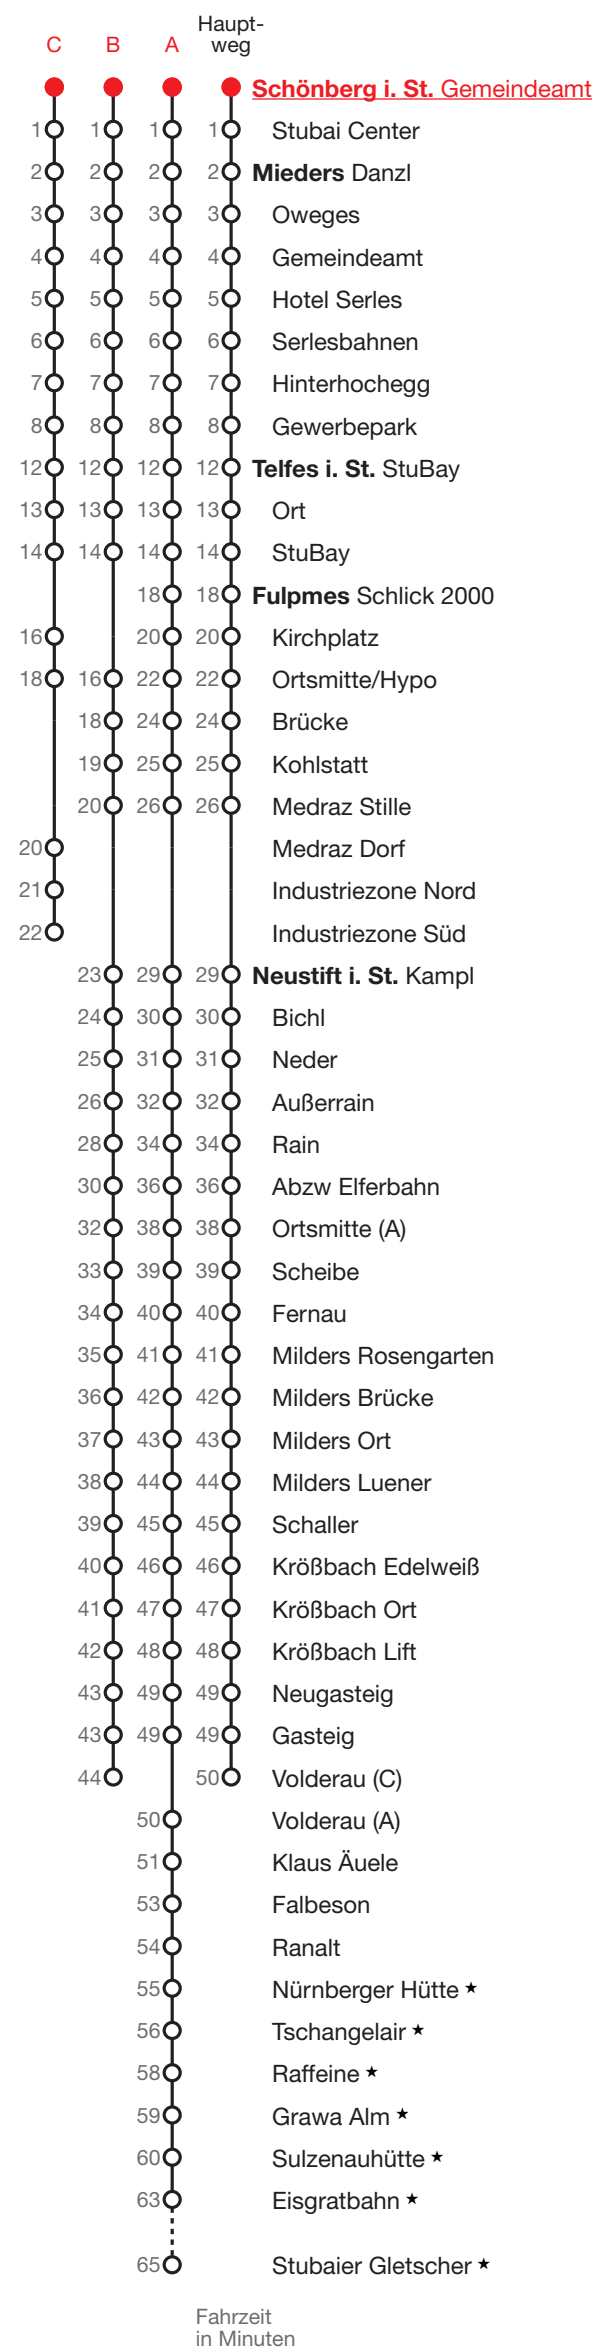 Haupt-
C B A weg
Schönberg i. St. Gemeindeamt
1 1 1 1 Stubai Center
2 2 2 2 Mieders Danzl
3 3 3 3 Oweges
4 4 4 4 Gemeindeamt
5 5 5 5 Hotel Serles
6 6 6 6 Serlesbahnen
7 7 7 7 Hinterhochegg
8 8 8 8 Gewerbepark
12 12 12 12 Telfes i. St. StuBay
13 13 13 13 Ort
14 14 14 14 StuBay
18 18 Fulpmes Schlick 2000
16 20 20 Kirchplatz
18 16 22 22 Ortsmitte/Hypo
18 24 24 Brücke
19 25 25 Kohlstatt
20 26 26 Medraz Stille
20 Medraz Dorf
21 Industriezone Nord
22 Industriezone Süd
23 29 29 Neustift i. St. Kampl
24 30 30 Bichl
25 31 31 Neder
26 32 32 Außerrain
28 34 34 Rain
30 36 36 Abzw Elferbahn
32 38 38 Ortsmitte (A)
33 39 39 Scheibe
34 40 40 Fernau
35 41 41 Milders Rosengarten
36 42 42 Milders Brücke
37 43 43 Milders Ort
38 44 44 Milders Luener
39 45 45 Schaller
40 46 46 Krößbach Edelweiß
41 47 47 Krößbach Ort
42 48 48 Krößbach Lift
43 49 49 Neugasteig
43 49 49 Gasteig
44 50 Volderau (C)
50 Volderau (A)
51 Klaus Äuele
53 Falbeson
54 Ranalt
55 Nürnberger Hütte ★
56 Tschangelair ★
58 Raffeine ★
59 Grawa Alm ★
60 Sulzenauhütte ★
63 Eisgratbahn ★
65 Stubaier Gletscher ★
Fahrzeit
in Minuten